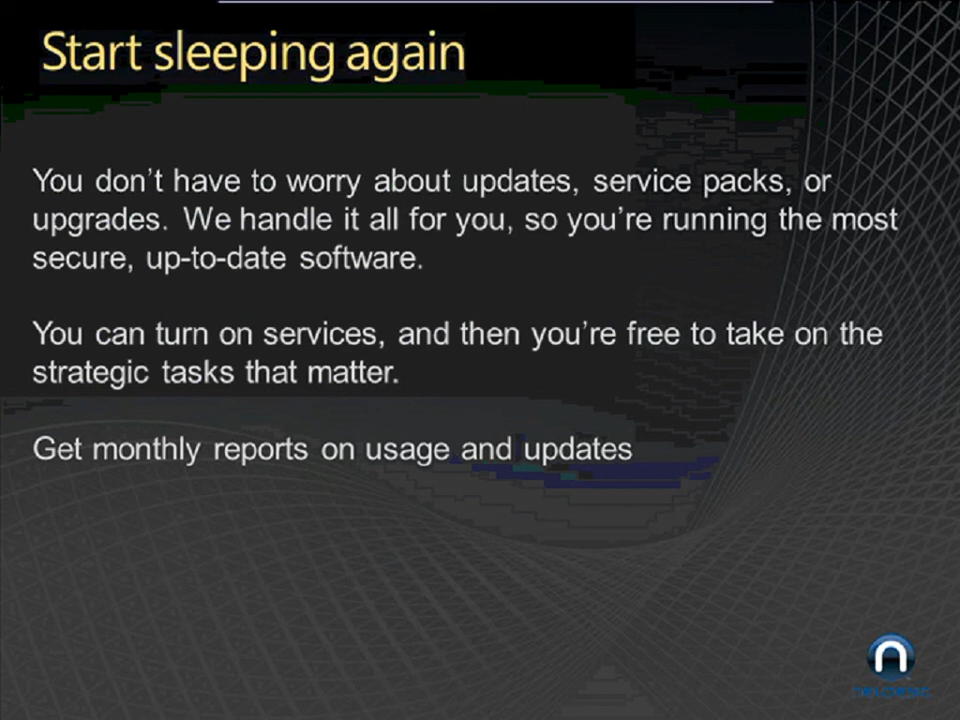 Start sleeping again
You don't have to worry about updates, service packs, or
upgrades. We handle it all for you, so you're running the most
secure, up-to-date software.
You can turn on services, and then you're free to take on the
strategic tasks that matter.
Get monthly reports on usage and updates